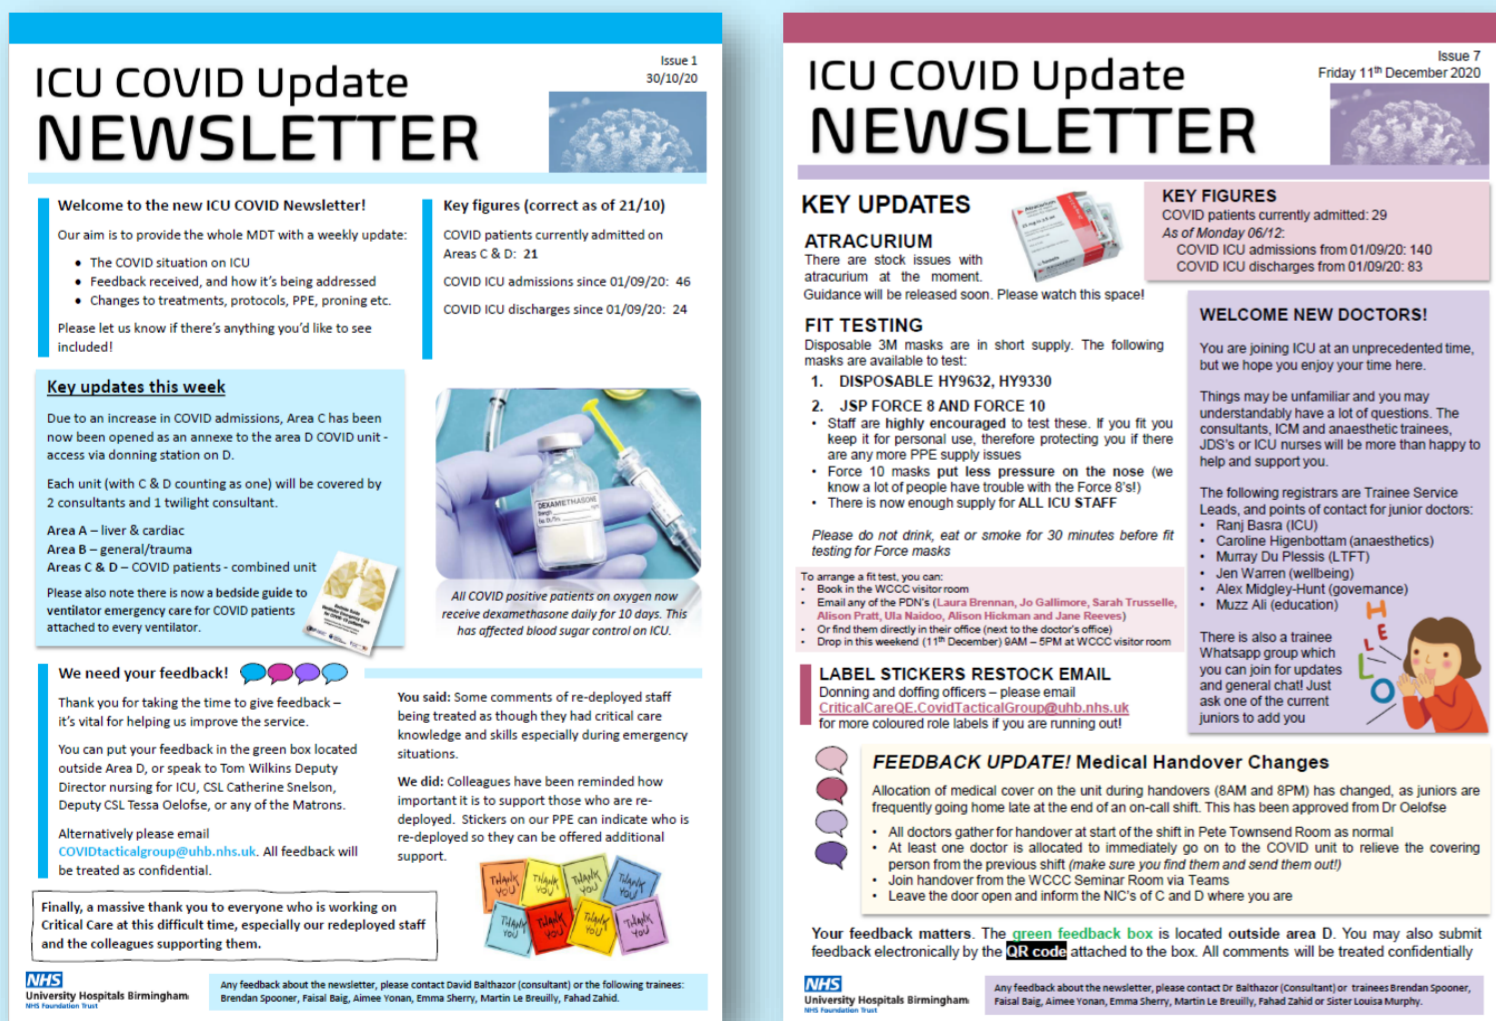 ICU COVID Update
NEWSLETTER
Issue 1
30/10/20
Welcome to the new ICU COVID Newsletter!
Our aim is to provide the whole MDT with a weekly update:
• The COVID situation on ICU
• Feedback received, and how it's being addressed
• Changes to treatments, protocols, PPE, proning etc.
Please let us know if there's anything you'd like to see
included!
Key figures (correct as of 21/10)
COVID patients currently admitted on
Areas C & D: 21
COVID ICU admissions since 01/09/20: 46
COVID ICU discharges since 01/09/20: 24
Key updates this week
Due to an increase in COVID admissions, Area C has been
now been opened as an annexe to the area D COVID unit -
access via donning station on D.
Each unit (with C & D counting as one) will be covered by
2 consultants and 1 twilight consultant.
Area A – liver & cardiac
Area B – general/trauma
Areas C & D – COVID patients - combined unit
Please also note there is now a bedside guide to
ventilator emergency care for COVID patients
attached to every ventilator.
DEXAMETHASONE
All COVID positive patients on oxygen now
receive dexamethasone daily for 10 days. This
has affected blood sugar control on ICU.
We need your feedback!
Thank you for taking the time to give feedback –
it's vital for helping us improve the service.
You can put your feedback in the green box located
outside Area D, or speak to Tom Wilkins Deputy
Director nursing for ICU, CSL Catherine Snelson,
Deputy CSL Tessa Oelofse, or any of the Matrons.
Alternatively please email
COVIDtacticalgroup@uhb.nhs.uk. All feedback will
be treated as confidential.
You said: Some comments of re-deployed staff
being treated as though they had critical care
knowledge and skills especially during emergency
situations.
We did: Colleagues have been reminded how
important it is to support those who are re-
deployed. Stickers on our PPE can indicate who is
re-deployed so they can be offered additional
support.
THANK YOU
THANK YOU
THANK YOU
THANK YOU
THANK YOU
THANK YOU
THANK YOU
THANK YOU
Finally, a massive thank you to everyone who is working on
Critical Care at this difficult time, especially our redeployed staff
and the colleagues supporting them.
NHS
University Hospitals Birmingham
NHS Foundation Trust
Any feedback about the newsletter, please contact David Balthazor (consultant) or the following trainees:
Brendan Spooner, Faisal Baig, Aimee Yonan, Emma Sherry, Martin Le Breuilly, Fahad Zahid.
ICU COVID Update
NEWSLETTER
Issue 7
Friday 11th December 2020
KEY UPDATES
ATRACURIUM
There are stock issues with
atracurium at the moment.
Guidance will be released soon. Please watch this space!
KEY FIGURES
COVID patients currently admitted: 29
As of Monday 06/12:
COVID ICU admissions from 01/09/20: 140
COVID ICU discharges from 01/09/20: 83
FIT TESTING
Disposable 3M masks are in short supply. The following
masks are available to test:
1. DISPOSABLE HY9632, HY9330
2. JSP FORCE 8 AND FORCE 10
• Staff are highly encouraged to test these. If you fit you
keep it for personal use, therefore protecting you if there
are any more PPE supply issues
• Force 10 masks put less pressure on the nose (we
know a lot of people have trouble with the Force 8's!)
• There is now enough supply for ALL ICU STAFF
Please do not drink, eat or smoke for 30 minutes before fit
testing for Force masks
To arrange a fit test, you can:
• Book in the WCCC visitor room
• Email any of the PDN's (Laura Brennan, Jo Gallimore, Sarah Trusselle,
Alison Pratt, Ula Naidoo, Alison Hickman and Jane Reeves)
• Or find them directly in their office (next to the doctor's office)
• Drop in this weekend (11th December) 9AM – 5PM at WCCC visitor room
LABEL STICKERS RESTOCK EMAIL
Donning and doffing officers – please email
CriticalCareQE.CovidTacticalGroup@uhb.nhs.uk
for more coloured role labels if you are running out!
WELCOME NEW DOCTORS!
You are joining ICU at an unprecedented time,
but we hope you enjoy your time here.
Things may be unfamiliar and you may
understandably have a lot of questions. The
consultants, ICM and anaesthetic trainees,
JDS's or ICU nurses will be more than happy to
help and support you.
The following registrars are Trainee Service
Leads, and points of contact for junior doctors:
• Ranj Basra (ICU)
• Caroline Higenbottam (anaesthetics)
• Murray Du Plessis (LTFT)
• Jen Warren (wellbeing)
• Alex Midgley-Hunt (governance)
• Muzz Ali (education)
There is also a trainee
Whatsapp group which
you can join for updates
and general chat! Just
ask one of the current
juniors to add you
HELLO
FEEDBACK UPDATE! Medical Handover Changes
Allocation of medical cover on the unit during handovers (8AM and 8PM) has changed, as juniors are
frequently going home late at the end of an on-call shift. This has been approved from Dr Oelofse
• All doctors gather for handover at start of the shift in Pete Townsend Room as normal
• At least one doctor is allocated to immediately go on to the COVID unit to relieve the covering
person from the previous shift (make sure you find them and send them out!)
• Join handover from the WCCC Seminar Room via Teams
• Leave the door open and inform the NIC's of C and D where you are
Your feedback matters. The green feedback box is located outside area D. You may also submit
feedback electronically by the QR code attached to the box. All comments will be treated confidentially
NHS
University Hospitals Birmingham
NHS Foundation Trust
Any feedback about the newsletter, please contact Dr Balthazor (Consultant) or trainees Brendan Spooner,
Faisal Baig, Aimee Yonan, Emma Sherry, Martin Le Breuilly, Fahad Zahid or Sister Louisa Murphy.